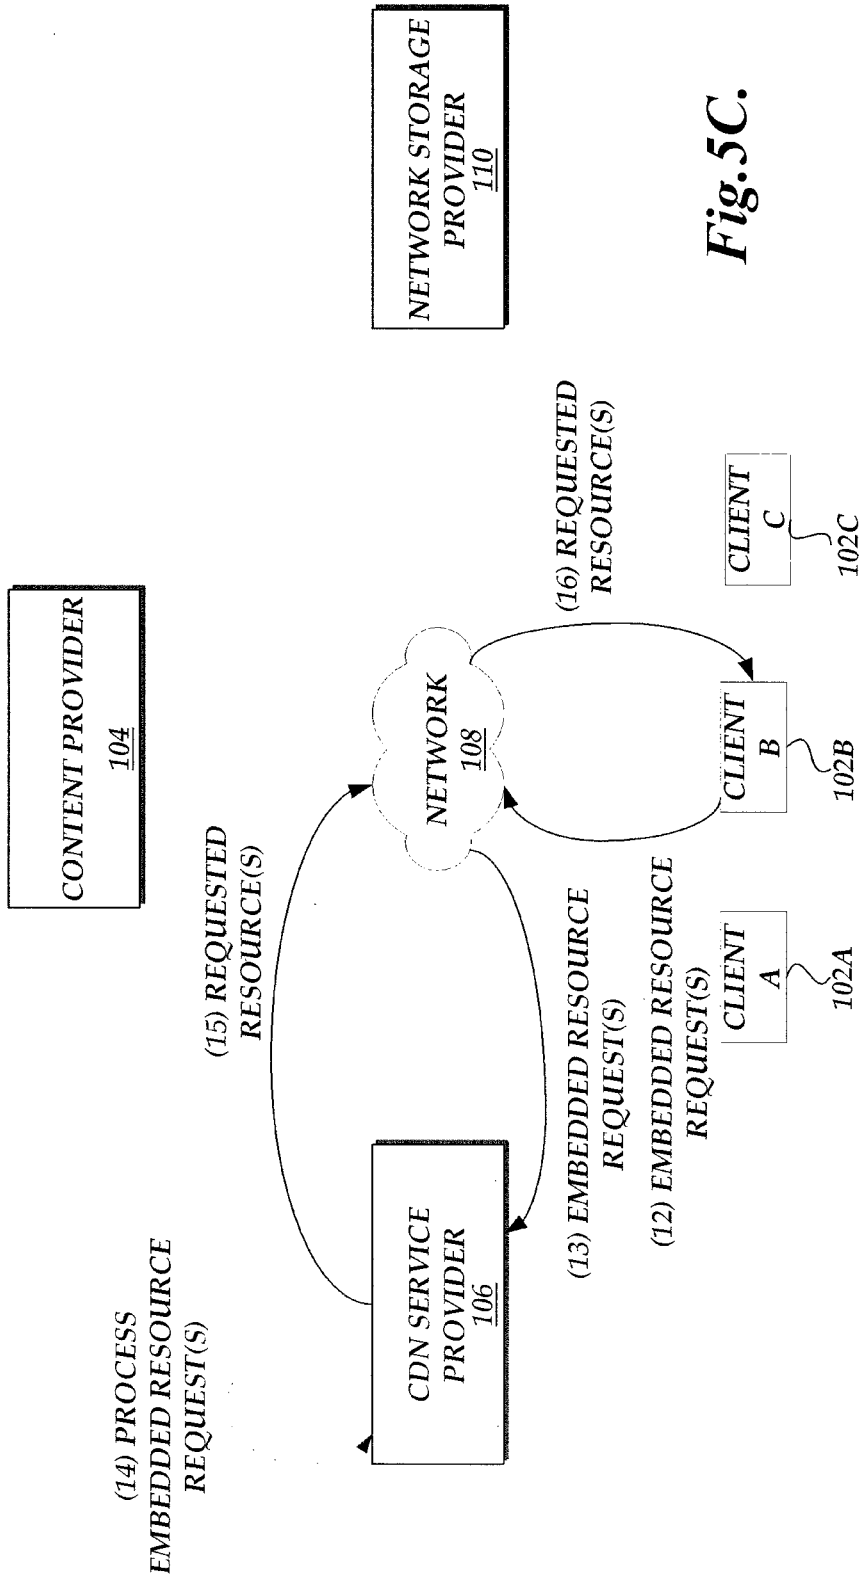 CONTENT PROVIDER
104
(14) PROCESS
EMBEDDED RESOURCE
REQUEST(S)
(15) REQUESTED
RESOURCE(S)
CDN SERVICE
PROVIDER
106
NETWORK
108
NETWORK STORAGE
PROVIDER
110
(13) EMBEDDED RESOURCE
REQUEST(S)
(16) REQUESTED
RESOURCE(S)
(12) EMBEDDED RESOURCE
REQUEST(S)
CLIENT
A
102A
CLIENT
B
102B
CLIENT
C
102C
Fig.5C.